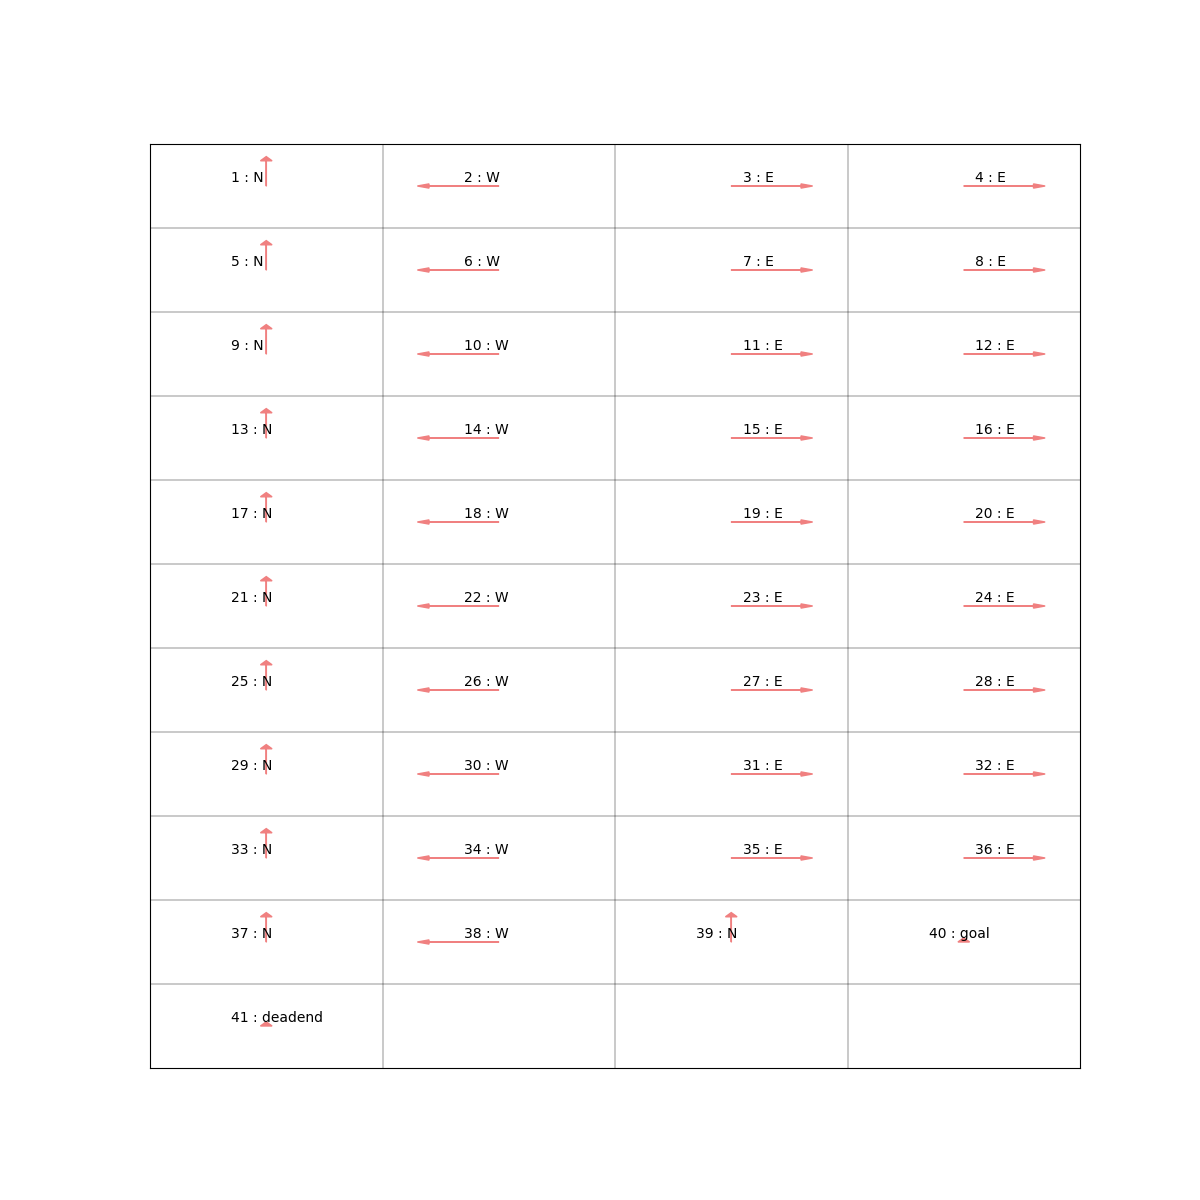 1 : N 2 : W 3 : E 4 : E
5 : N 6 : W 7 : E 8 : E
9 : N 10 : W 11 : E 12 : E
13 : N 14 : W 15 : E 16 : E
17 : N 18 : W 19 : E 20 : E
21 : N 22 : W 23 : E 24 : E
25 : N 26 : W 27 : E 28 : E
29 : N 30 : W 31 : E 32 : E
33 : N 34 : W 35 : E 36 : E
37 : N 38 : W 39 : N 40 : goal
41 : deadend